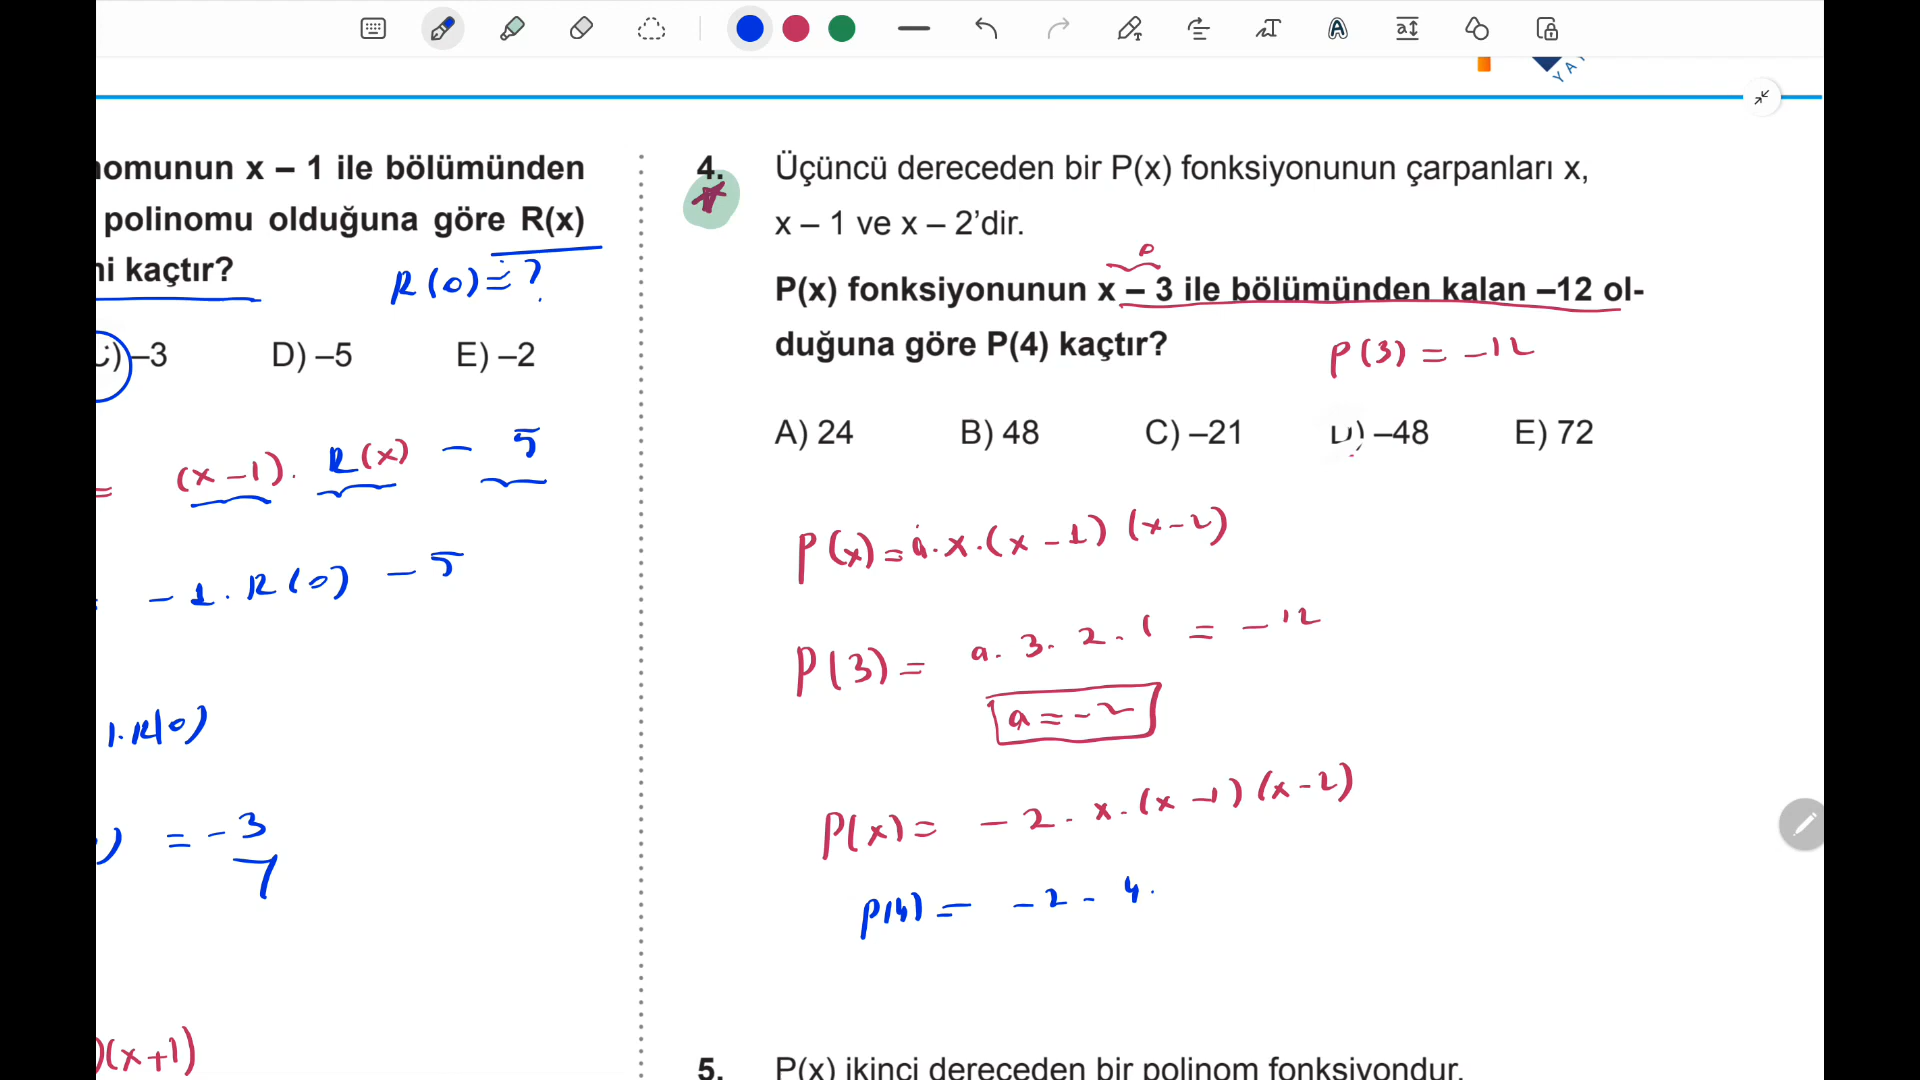 YA
nomunun x – 1 ile bölümünden
polinomu olduğuna göre R(x)
ni kaçtır?
R(0) = ?
C) –3 D) –5 E) –2
= (x – 1) . R(x) – 5
= – 1 . R(0) – 5
1 . R(0)
) = – 3
7
)(x+1)
4. Üçüncü dereceden bir P(x) fonksiyonunun çarpanları x,
x – 1 ve x – 2’dir.
P(x) fonksiyonunun x – 3 ile bölümünden kalan –12 ol-
duğuna göre P(4) kaçtır?
P(3) = –12
A) 24 B) 48 C) –21 D) –48 E) 72
P(x) = a . x . (x – 1) (x – 2)
P(3) = a . 3 . 2 . 1 = – 12
a = – 2
P(x) = – 2 . x . (x – 1) (x – 2)
P(4) = – 2 . 4 .
5. P(x) ikinci dereceden bir polinom fonksiyondur.